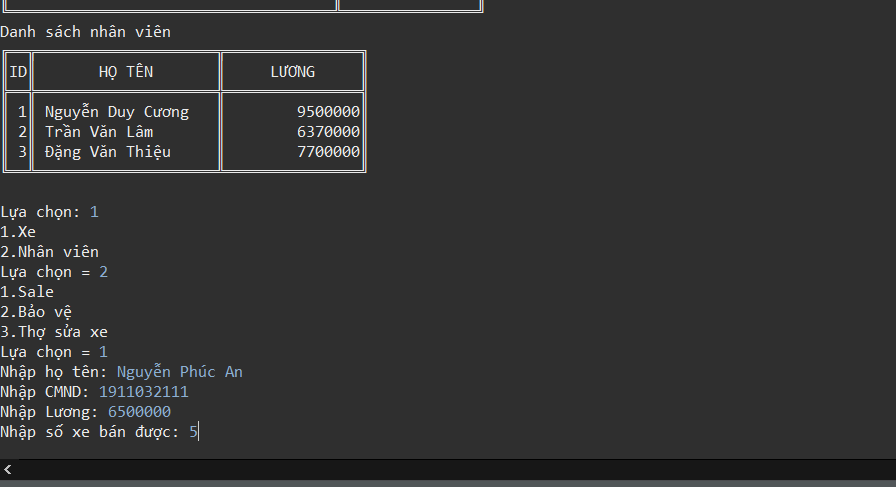 Danh sách nhân viên
ID HỌ TÊN LƯƠNG
1 Nguyễn Duy Cương 9500000
2 Trần Văn Lâm 6370000
3 Đặng Văn Thiệu 7700000
Lựa chọn: 1
1.Xe
2.Nhân viên
Lựa chọn = 2
1.Sale
2.Bảo vệ
3.Thợ sửa xe
Lựa chọn = 1
Nhập họ tên: Nguyễn Phúc An
Nhập CMND: 1911032111
Nhập Lương: 6500000
Nhập số xe bán được: 5